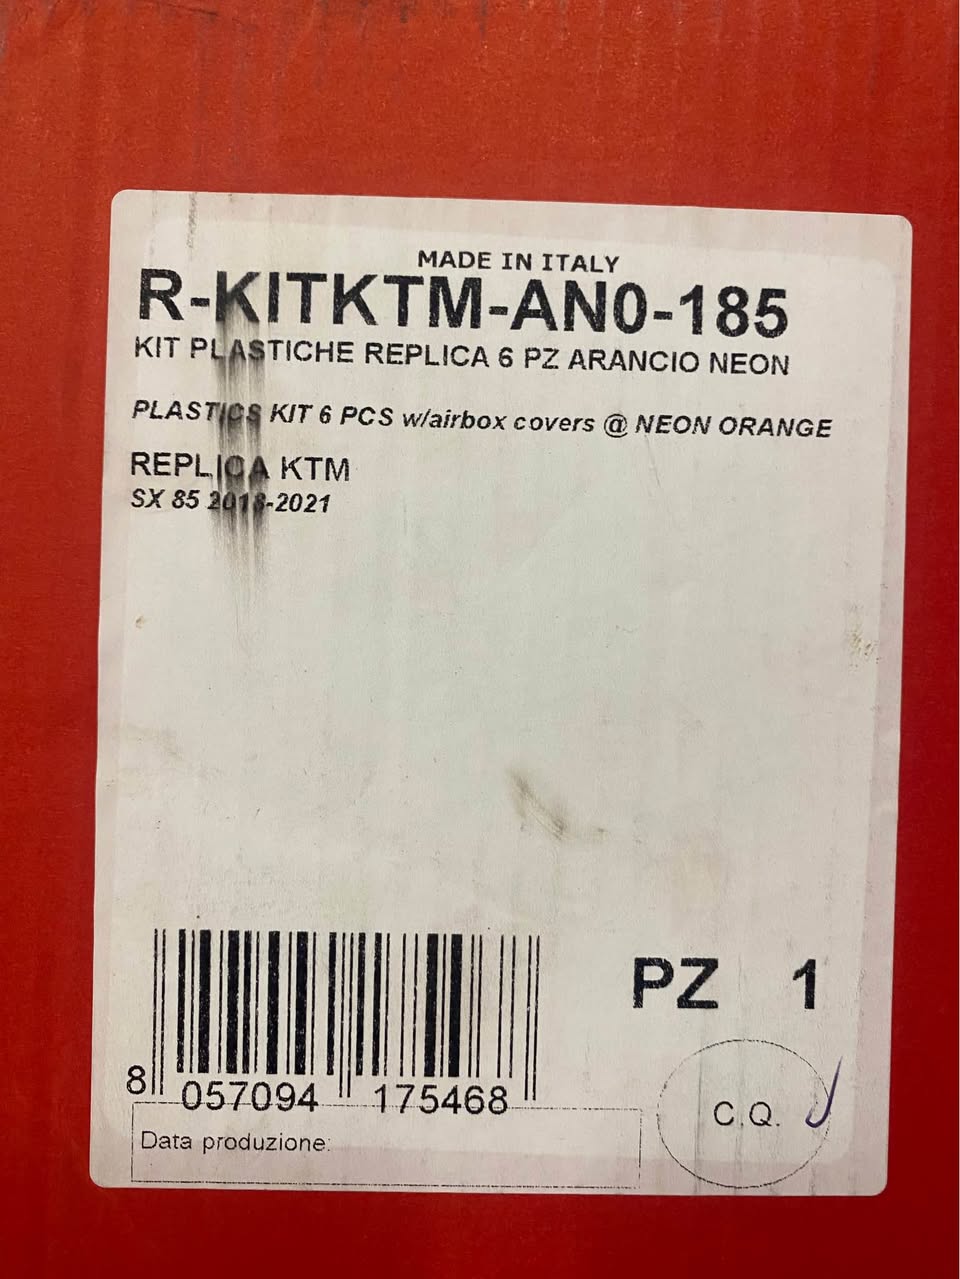 MADE IN ITALY
R-KITKTM-AN0-185
KIT PLASTICHE REPLICA 6 PZ ARANCIO NEON
PLASTICS KIT 6 PCS w/airbox covers @ NEON ORANGE
REPLICA KTM
SX 85 2018-2021
PZ 1
8 057094 175468
C.Q.
Data produzione: